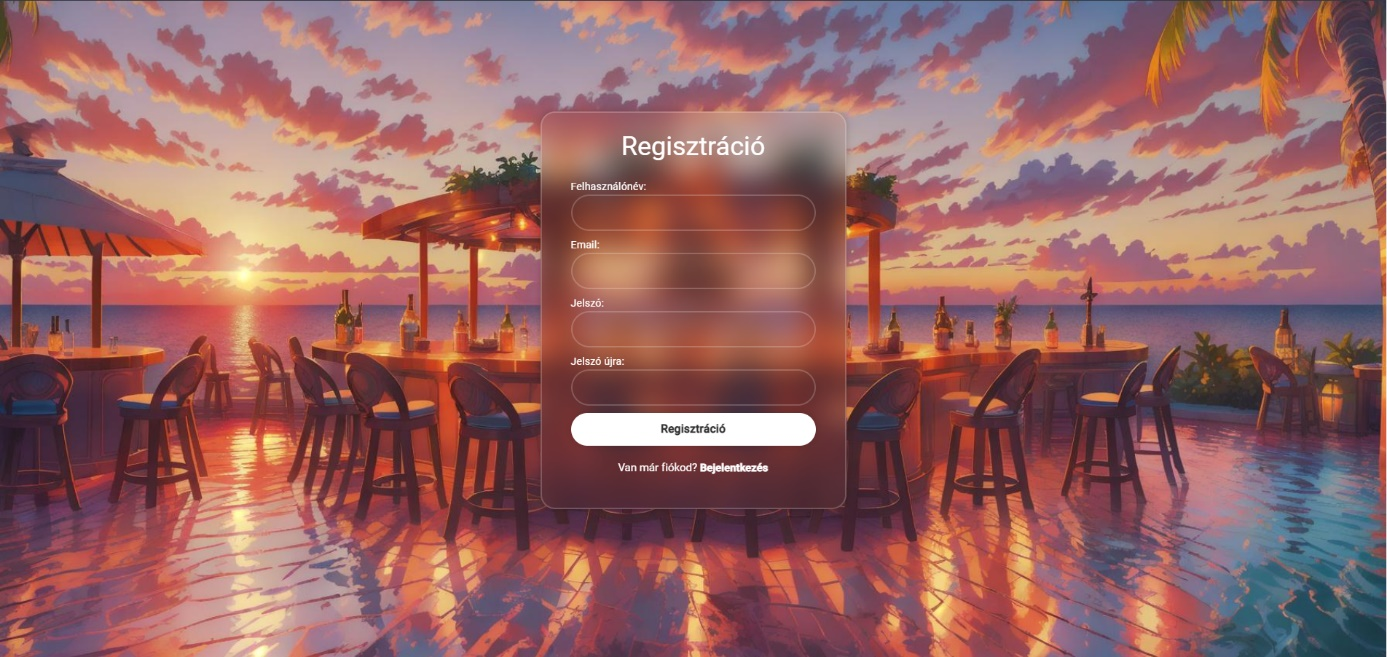 Regisztráció
Felhasználónév:
Email:
Jelszó:
Jelszó újra:
Regisztráció
Van már fiókod? Bejelentkezés